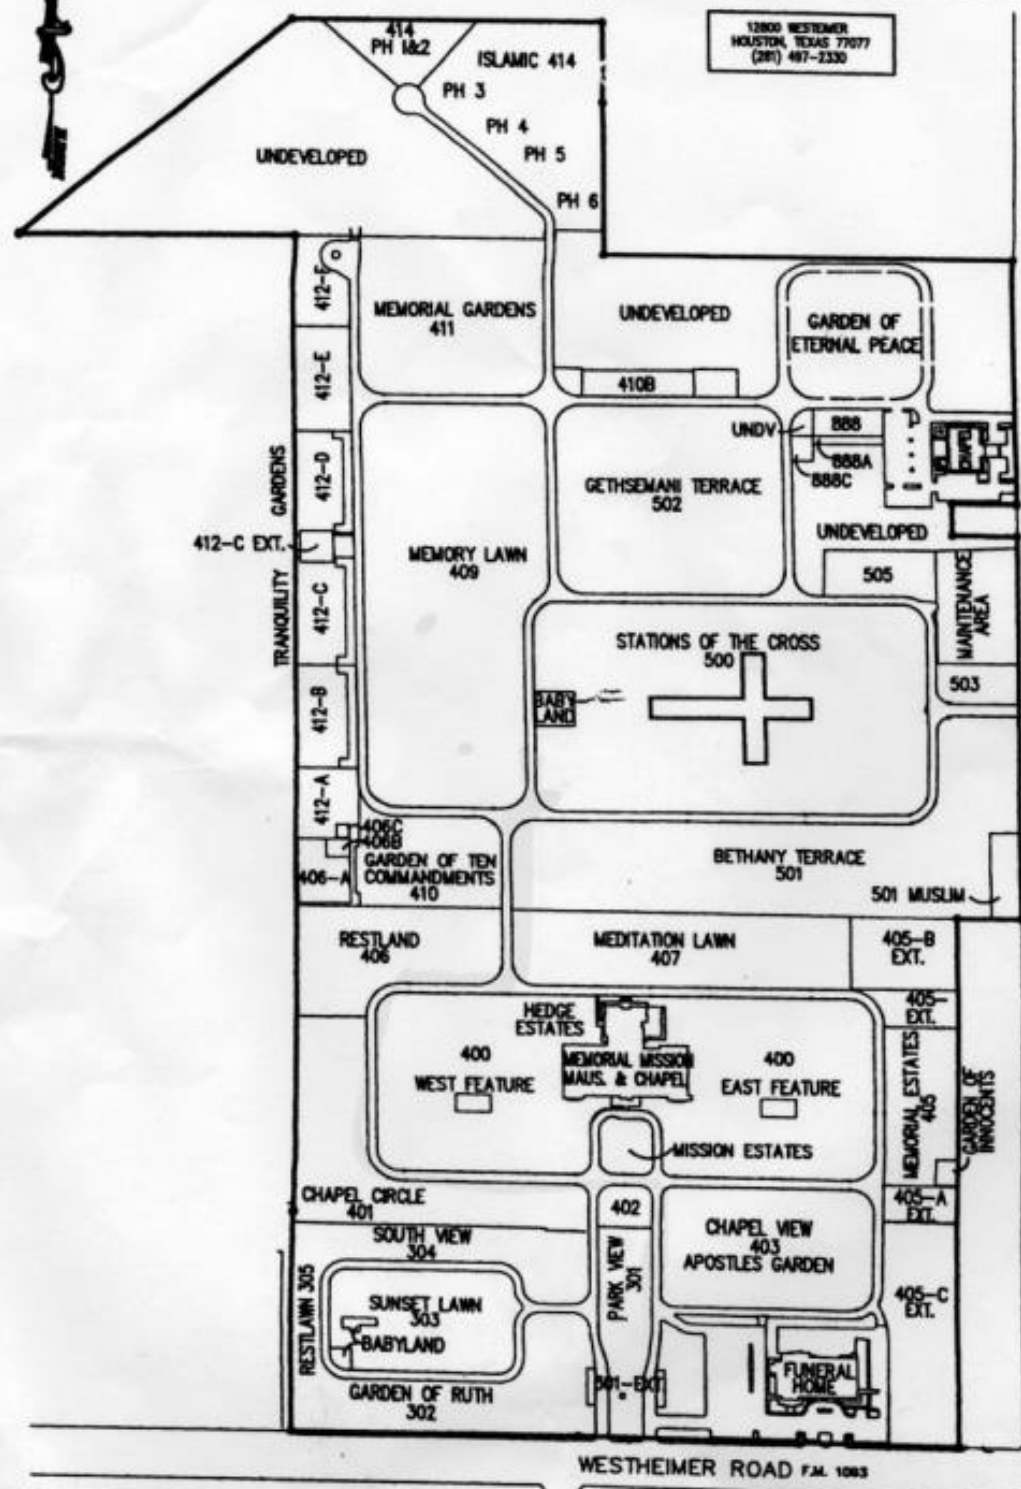 12800 WESTEIMER
HOUSTON, TEXAS 77077
(281) 497-2330
414
PH 1&2
ISLAMIC 414
PH 3
PH 4
PH 5
PH 6
UNDEVELOPED
412-F
MEMORIAL GARDENS
411
UNDEVELOPED
GARDEN OF
ETERNAL PEACE
412-E
410B
UNDV
888
888A
888C
CHAPEL
412-D
GETHSEMANI TERRACE
502
TRANQUILITY GARDENS
412-C EXT.
MEMORY LAWN
409
UNDEVELOPED
505
MAINTENANCE
AREA
412-C
STATIONS OF THE CROSS
500
503
412-B
BABY
LAND
412-A
406C
406B
406-A
GARDEN OF TEN
COMMANDMENTS
410
BETHANY TERRACE
501
501 MUSLIM
RESTLAND
406
MEDITATION LAWN
407
405-B
EXT.
HEDGE
ESTATES
405-
EXT.
400
WEST FEATURE
MEMORIAL MISSION
MAUS. & CHAPEL
400
EAST FEATURE
MEMORIAL ESTATES
405
GARDEN OF
INNOCENTS
MISSION ESTATES
CHAPEL CIRCLE
401
402
405-A
EXT.
SOUTH VIEW
304
PARK VIEW
301
CHAPEL VIEW
403
APOSTLES GARDEN
RESTLAWN 305
SUNSET LAWN
303
BABYLAND
405-C
EXT.
GARDEN OF RUTH
302
301-EXT
FUNERAL
HOME
WESTHEIMER ROAD F.M. 1093